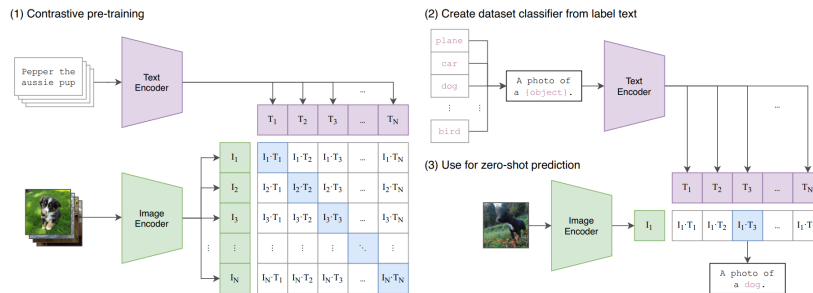 (1) Contrastive pre-training
Pepper the
aussie pup
Text
Encoder
...
T1 T2 T3 ... TN
I1 I1·T1 I1·T2 I1·T3 ... I1·TN
I2 I2·T1 I2·T2 I2·T3 ... I2·TN
I3 I3·T1 I3·T2 I3·T3 ... I3·TN
⋮ ⋮ ⋮ ⋮ ⋱ ⋮
IN IN·T1 IN·T2 IN·T3 ... IN·TN
Image
Encoder
(2) Create dataset classifier from label text
plane
car
dog
⋮
bird
A photo of
a {object}.
Text
Encoder
...
(3) Use for zero-shot prediction
Image
Encoder
T1 T2 T3 ... TN
I1 I1·T1 I1·T2 I1·T3 ...
A photo of
a dog.